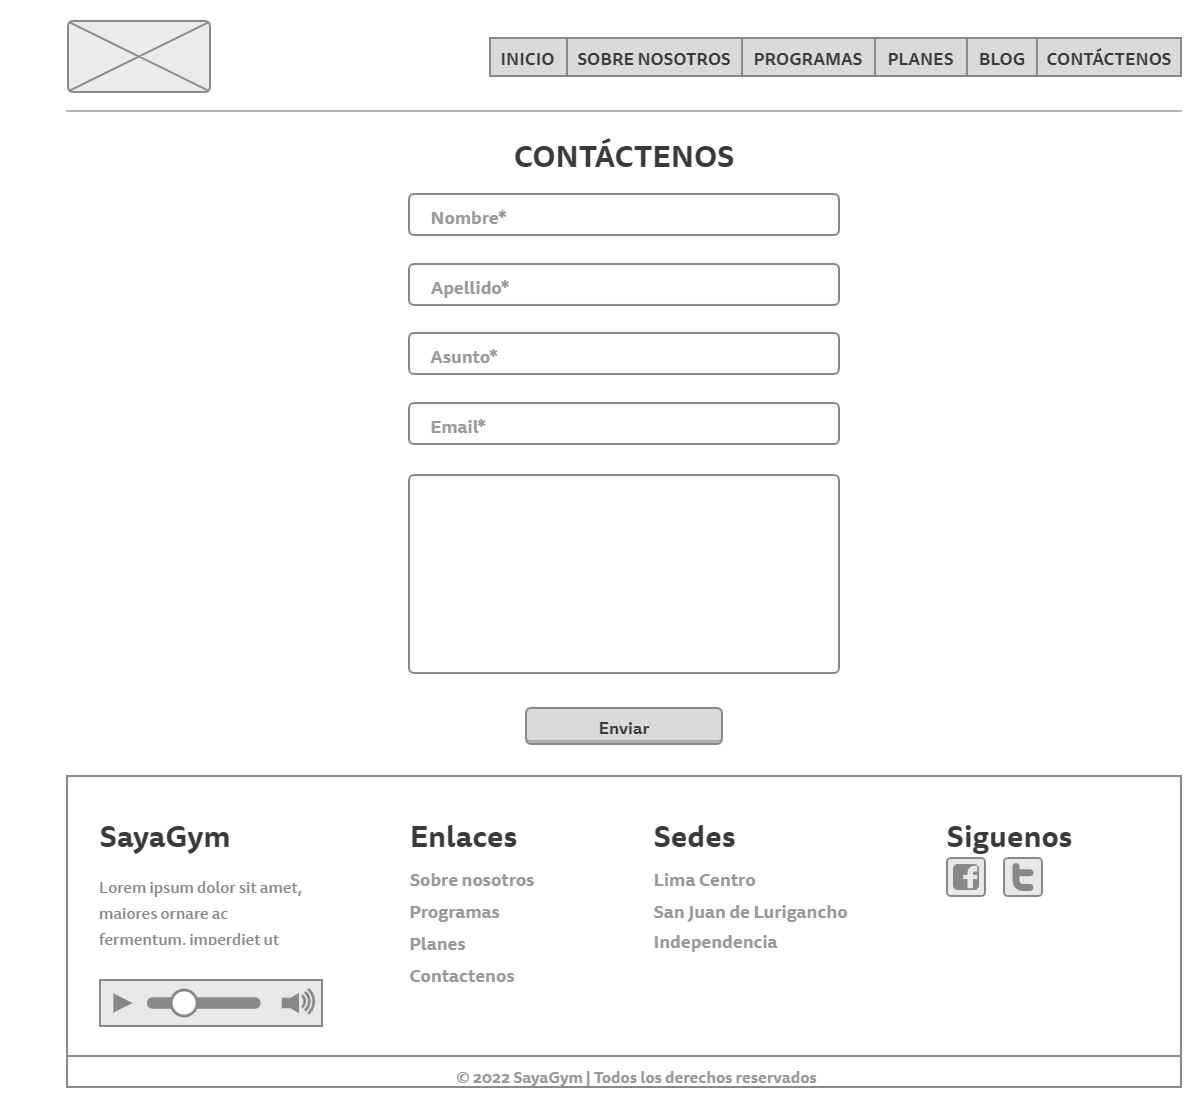 INICIO SOBRE NOSOTROS PROGRAMAS PLANES BLOG CONTÁCTENOS
CONTÁCTENOS
Nombre*
Apellido*
Asunto*
Email*
Enviar
SayaGym
Lorem ipsum dolor sit amet,
maiores ornare ac
fermentum. imperdiet ut
Enlaces
Sobre nosotros
Programas
Planes
Contactenos
Sedes
Lima Centro
San Juan de Lurigancho
Independencia
Siguenos
© 2022 SayaGym | Todos los derechos reservados